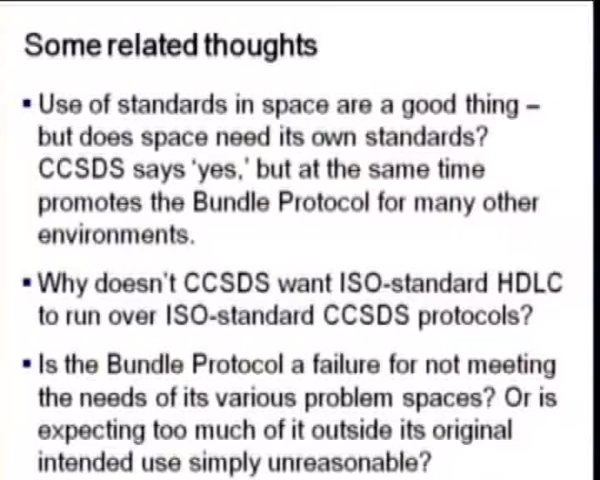 Some related thoughts
▪ Use of standards in space are a good thing –
but does space need its own standards?
CCSDS says 'yes,' but at the same time
promotes the Bundle Protocol for many other
environments.
▪ Why doesn't CCSDS want ISO-standard HDLC
to run over ISO-standard CCSDS protocols?
▪ Is the Bundle Protocol a failure for not meeting
the needs of its various problem spaces? Or is
expecting too much of it outside its original
intended use simply unreasonable?